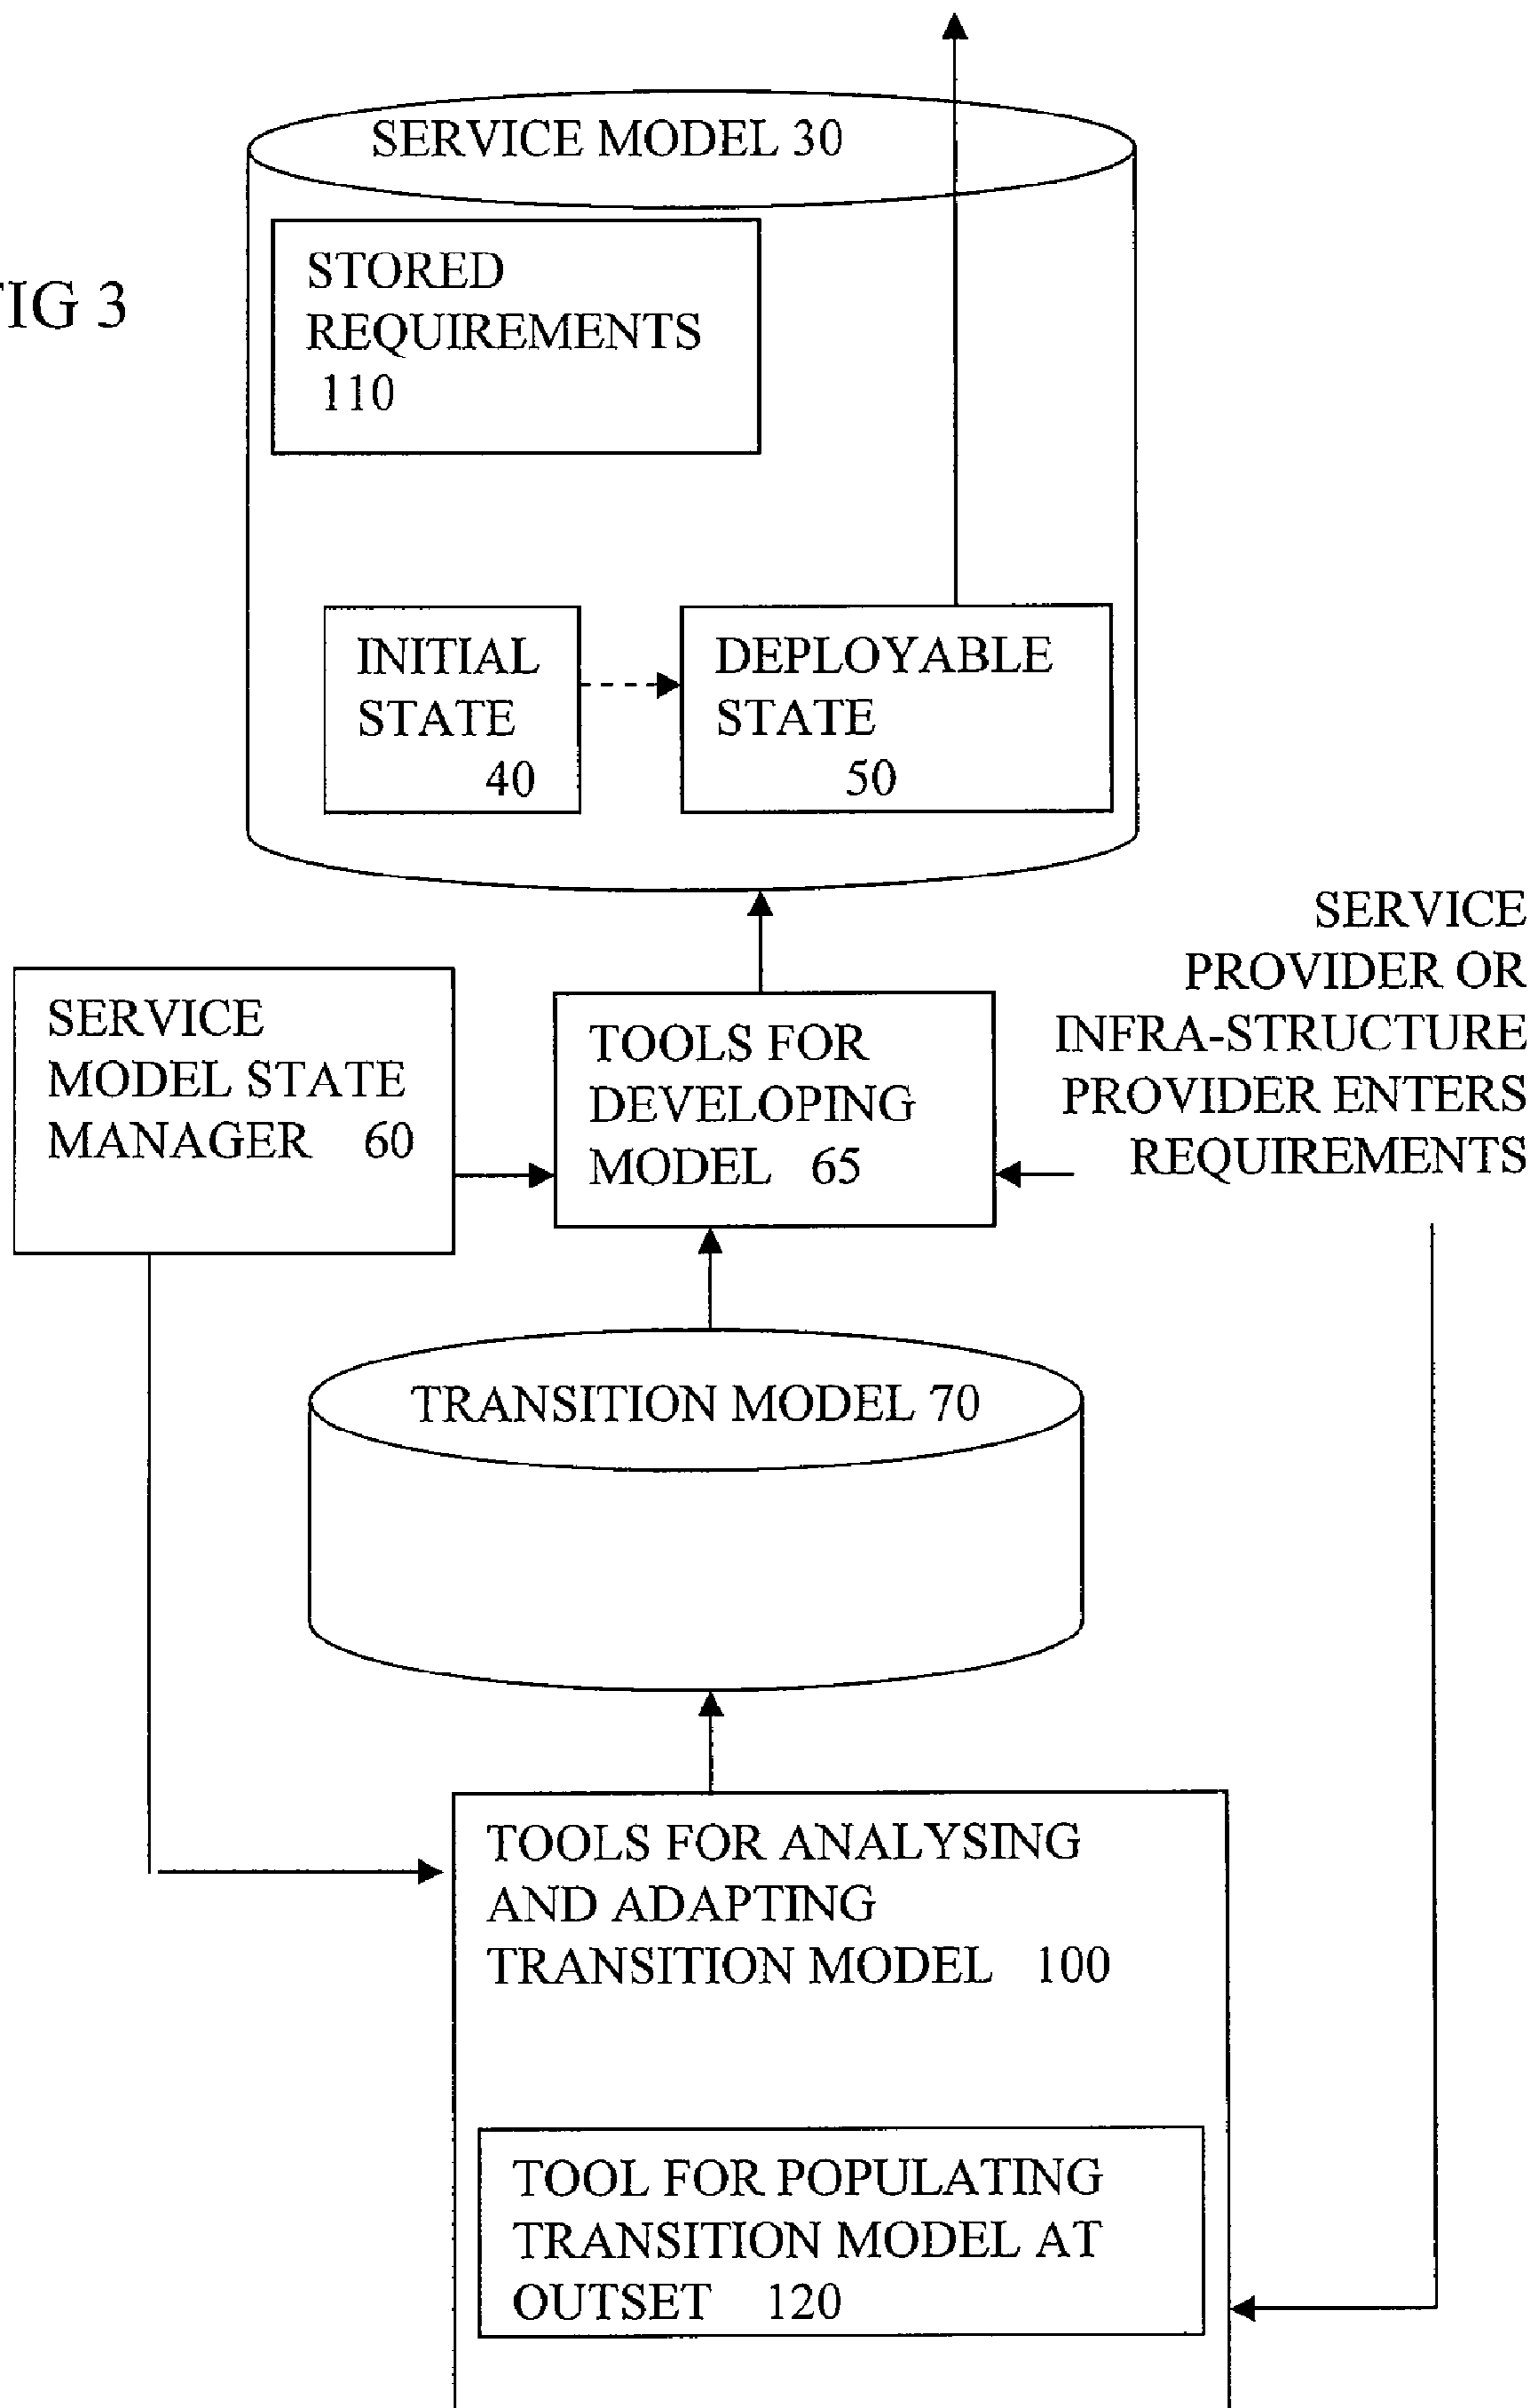 SERVICE MODEL 30
IG 3
STORED
REQUIREMENTS
110
INITIAL
STATE
40
DEPLOYABLE
STATE
50
SERVICE
PROVIDER OR
INFRA-STRUCTURE
PROVIDER ENTERS
REQUIREMENTS
SERVICE
MODEL STATE
MANAGER 60
TOOLS FOR
DEVELOPING
MODEL 65
TRANSITION MODEL 70
TOOLS FOR ANALYSING
AND ADAPTING
TRANSITION MODEL 100
TOOL FOR POPULATING
TRANSITION MODEL AT
OUTSET 120